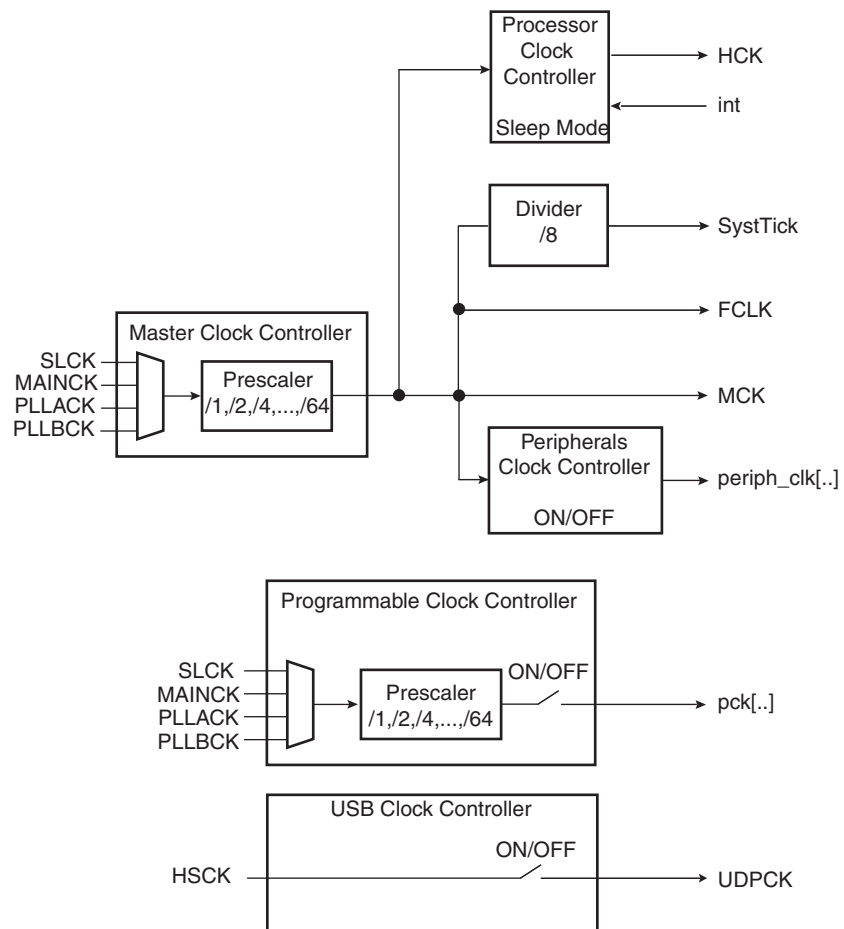 Processor
Clock
Controller
Sleep Mode
HCK
int
Divider
/8
SystTick
FCLK
Master Clock Controller
SLCK
MAINCK
PLLACK
PLLBCK
Prescaler
/1,/2,/4,...,/64
MCK
Peripherals
Clock Controller
ON/OFF
periph_clk[..]
Programmable Clock Controller
SLCK
MAINCK
PLLACK
PLLBCK
Prescaler
/1,/2,/4,...,/64
ON/OFF
pck[..]
USB Clock Controller
HSCK
ON/OFF
UDPCK